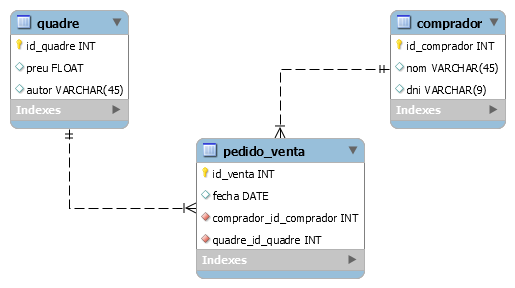 quadre
id_quadre INT
preu FLOAT
autor VARCHAR(45)
Indexes
comprador
id_comprador INT
nom VARCHAR(45)
dni VARCHAR(9)
Indexes
pedido_venta
id_venta INT
fecha DATE
comprador_id_comprador INT
quadre_id_quadre INT
Indexes